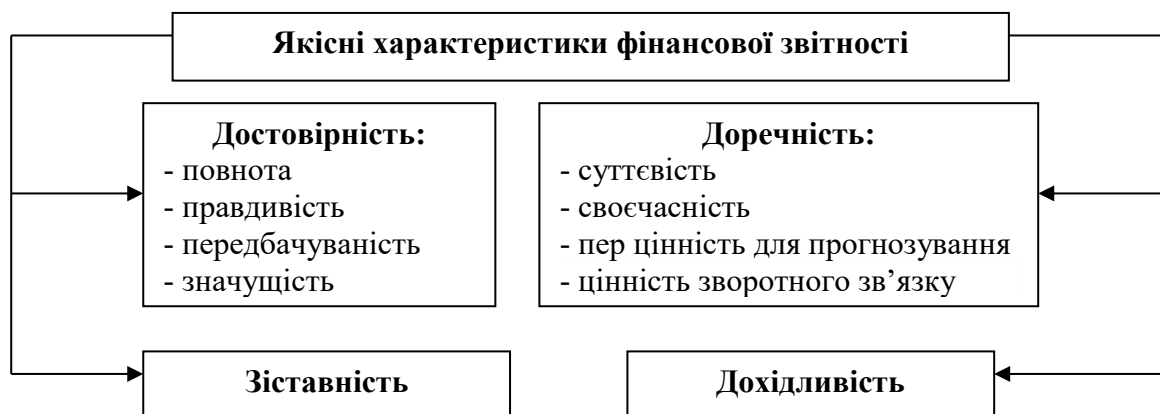 Якісні характеристики фінансової звітності
Достовірність:
- повнота
- правдивість
- передбачуваність
- значущість
Доречність:
- суттєвість
- своєчасність
- пер цінність для прогнозування
- цінність зворотного зв’язку
Зіставність
Дохідливість